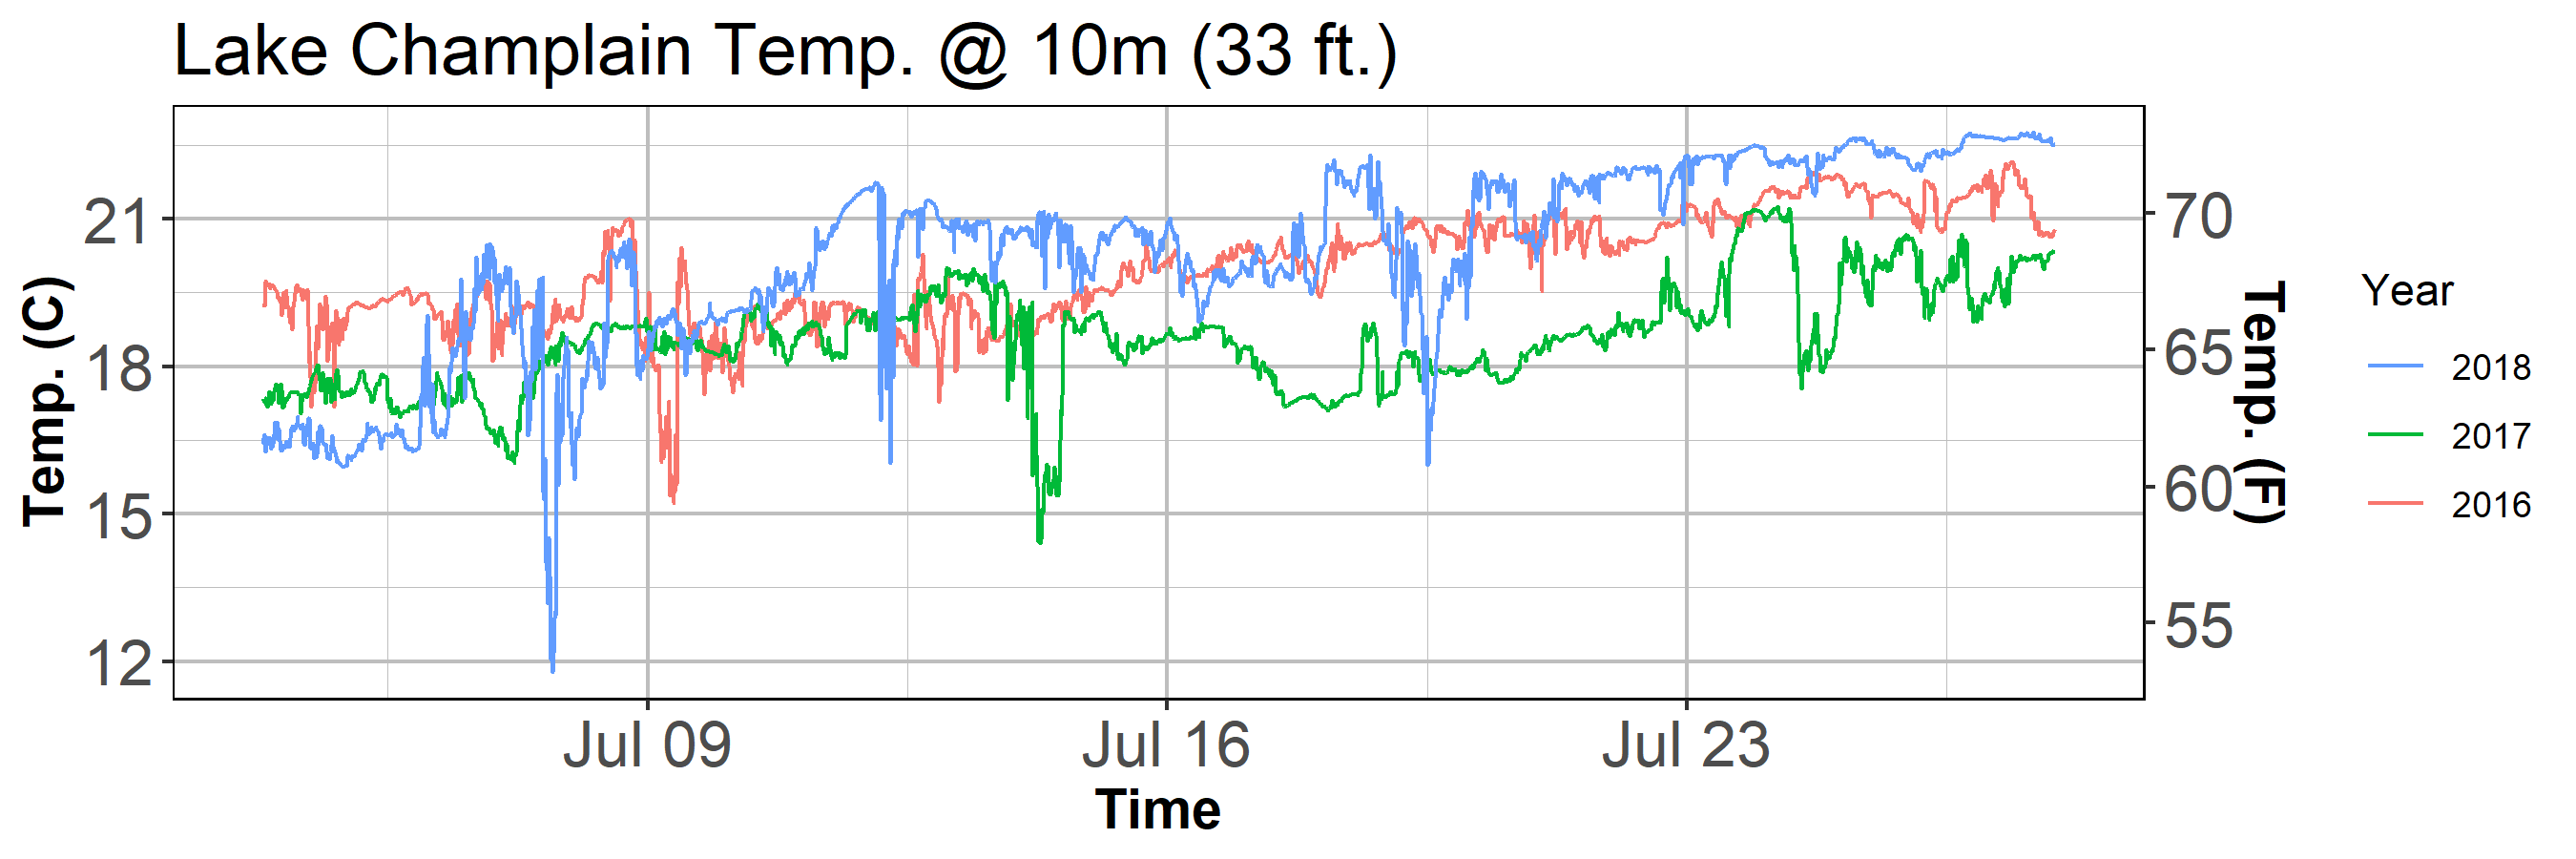 Lake Champlain Temp. @ 10m (33 ft.)
Temp. (C)
21
18
15
12
70
65
60
55
Temp. (F)
Jul 09
Jul 16
Jul 23
Time
Year
2018
2017
2016